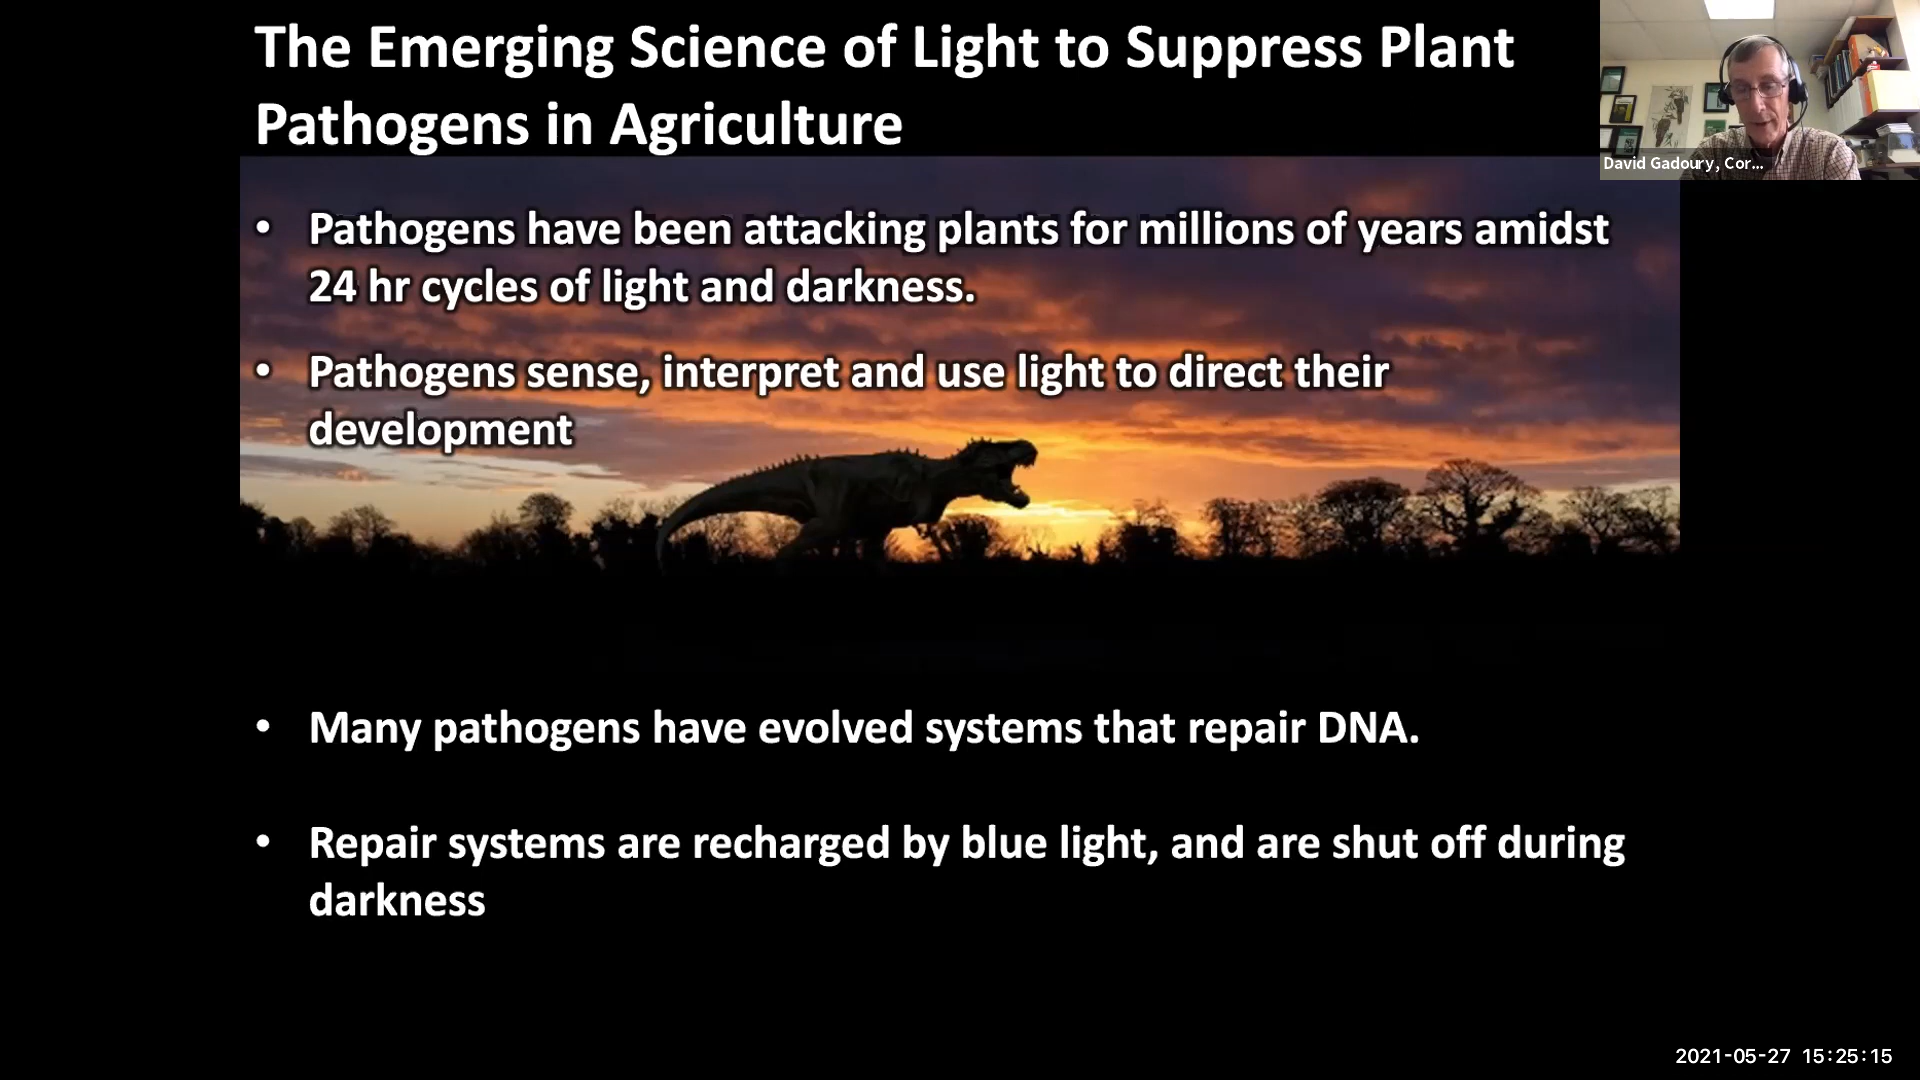 The Emerging Science of Light to Suppress Plant
Pathogens in Agriculture
David Gadoury, Cor...
• Pathogens have been attacking plants for millions of years amidst
24 hr cycles of light and darkness.
• Pathogens sense, interpret and use light to direct their
development
• Many pathogens have evolved systems that repair DNA.
• Repair systems are recharged by blue light, and are shut off during
darkness
2021-05-27 15:25:15